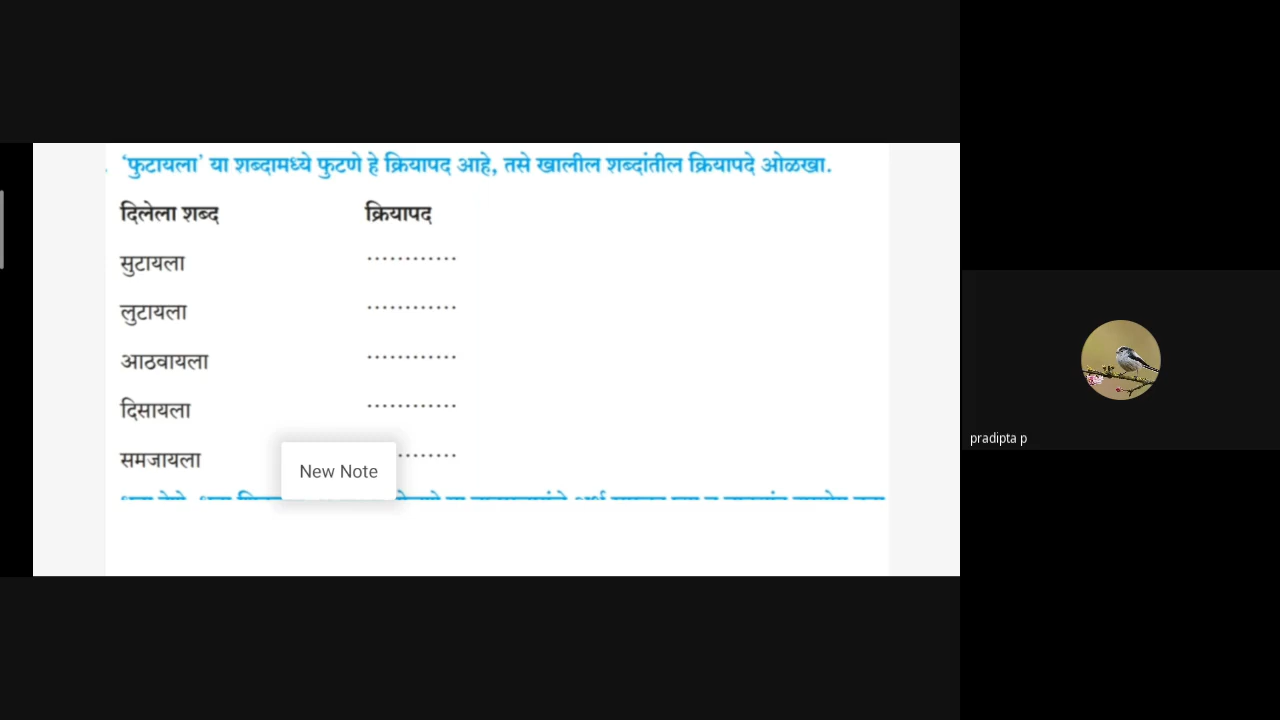 'फुटायला' या शब्दामध्ये फुटणे हे क्रियापद आहे, तसे खालील शब्दांतील क्रियापदे ओळखा.
दिलेला शब्द क्रियापद
सुटायला ............
लुटायला ............
आठवायला ............
दिसायला ............
समजायला ........
New Note
pradipta p